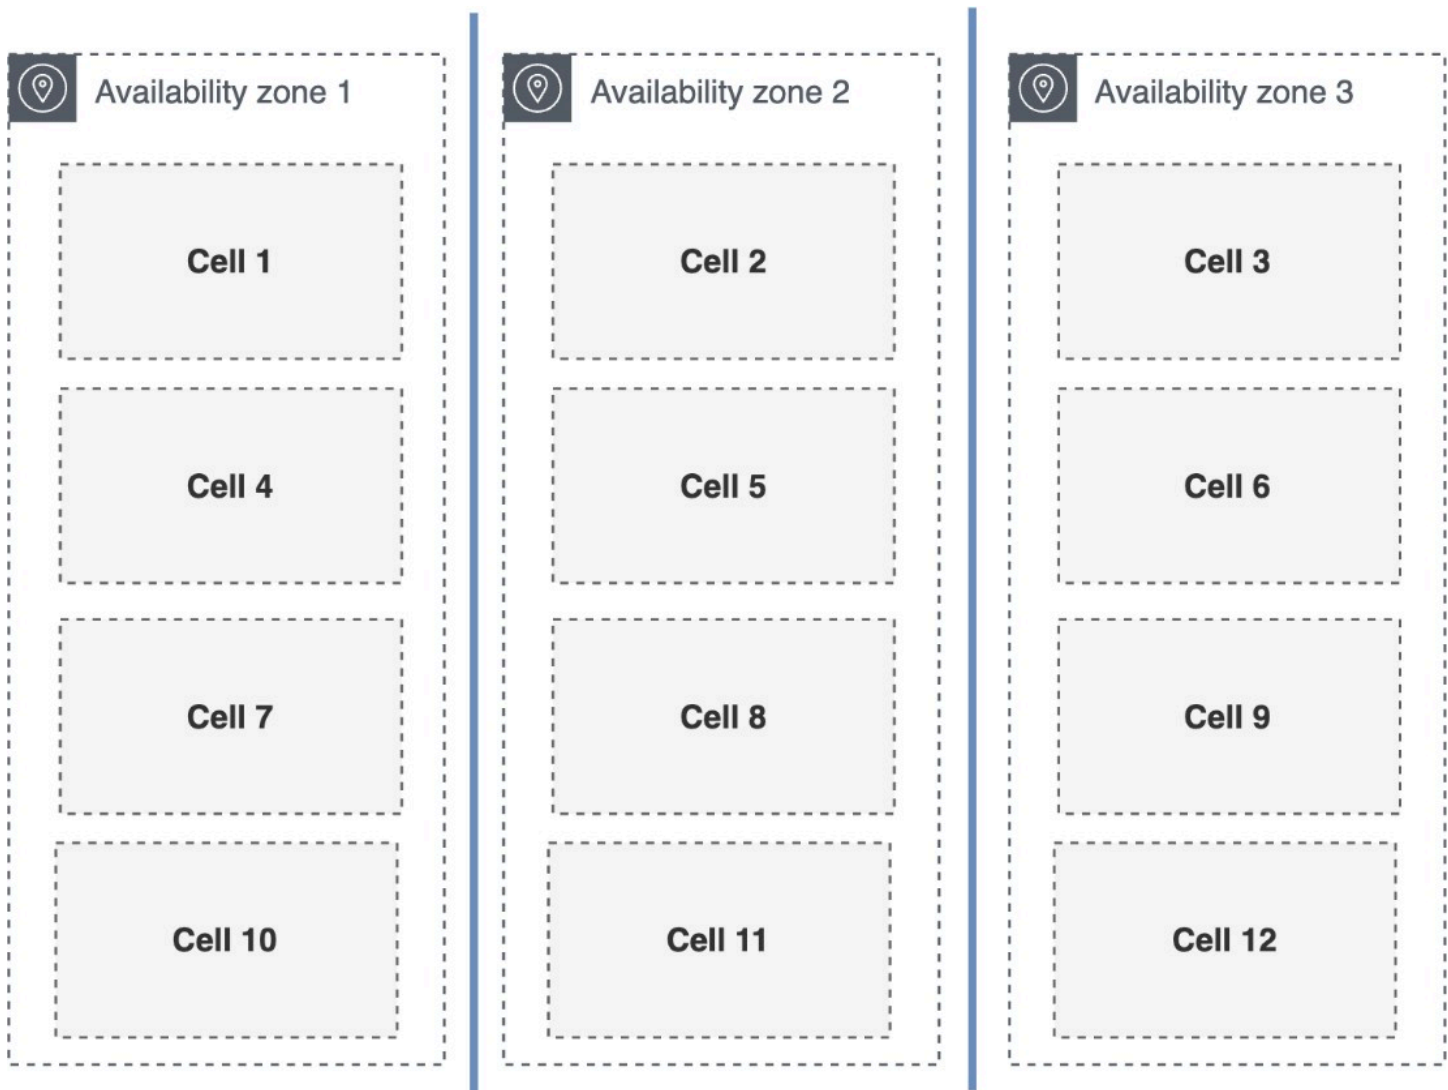 Availability zone 1
Availability zone 2
Availability zone 3
Cell 1
Cell 2
Cell 3
Cell 4
Cell 5
Cell 6
Cell 7
Cell 8
Cell 9
Cell 10
Cell 11
Cell 12